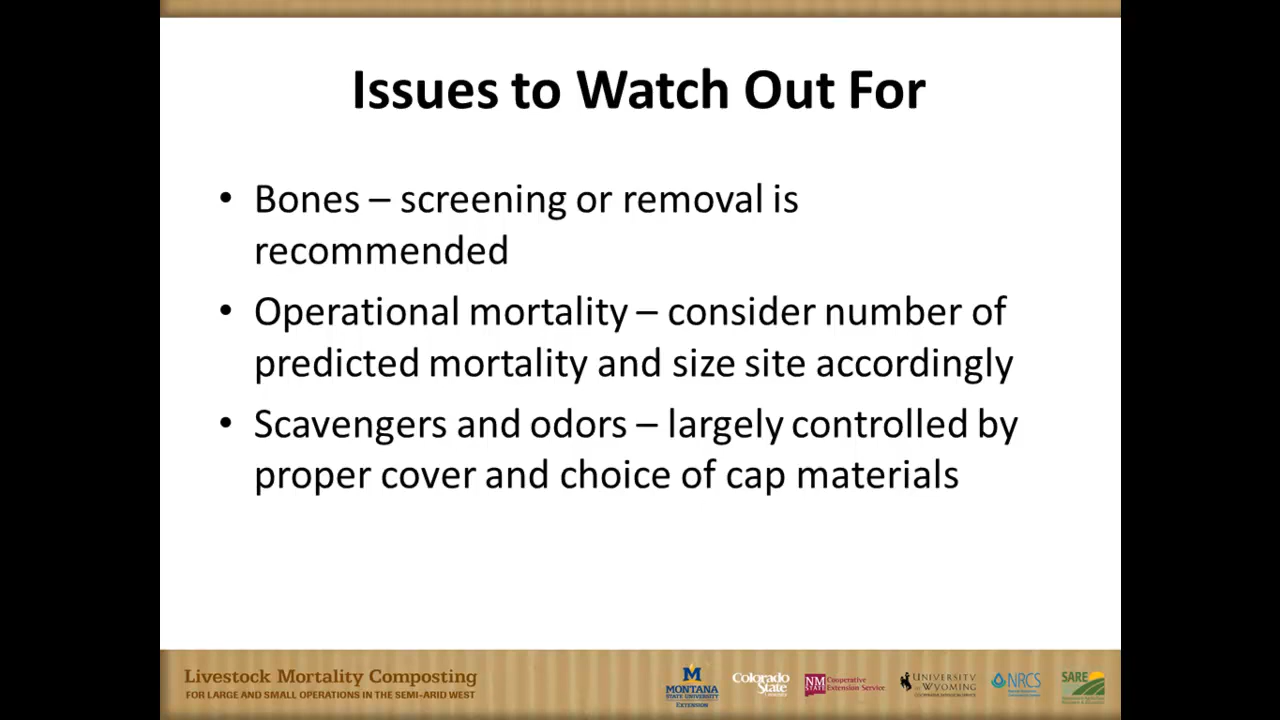 Issues to Watch Out For
• Bones – screening or removal is
recommended
• Operational mortality – consider number of
predicted mortality and size site accordingly
• Scavengers and odors – largely controlled by
proper cover and choice of cap materials
Livestock Mortality Composting
FOR LARGE AND SMALL OPERATIONS IN THE SEMI-ARID WEST
M
MONTANA
STATE UNIVERSITY
EXTENSION
Colorado
State
NM
STATE
Cooperative
Extension Service
UNIVERSITY
OF WYOMING
NRCS
SARE